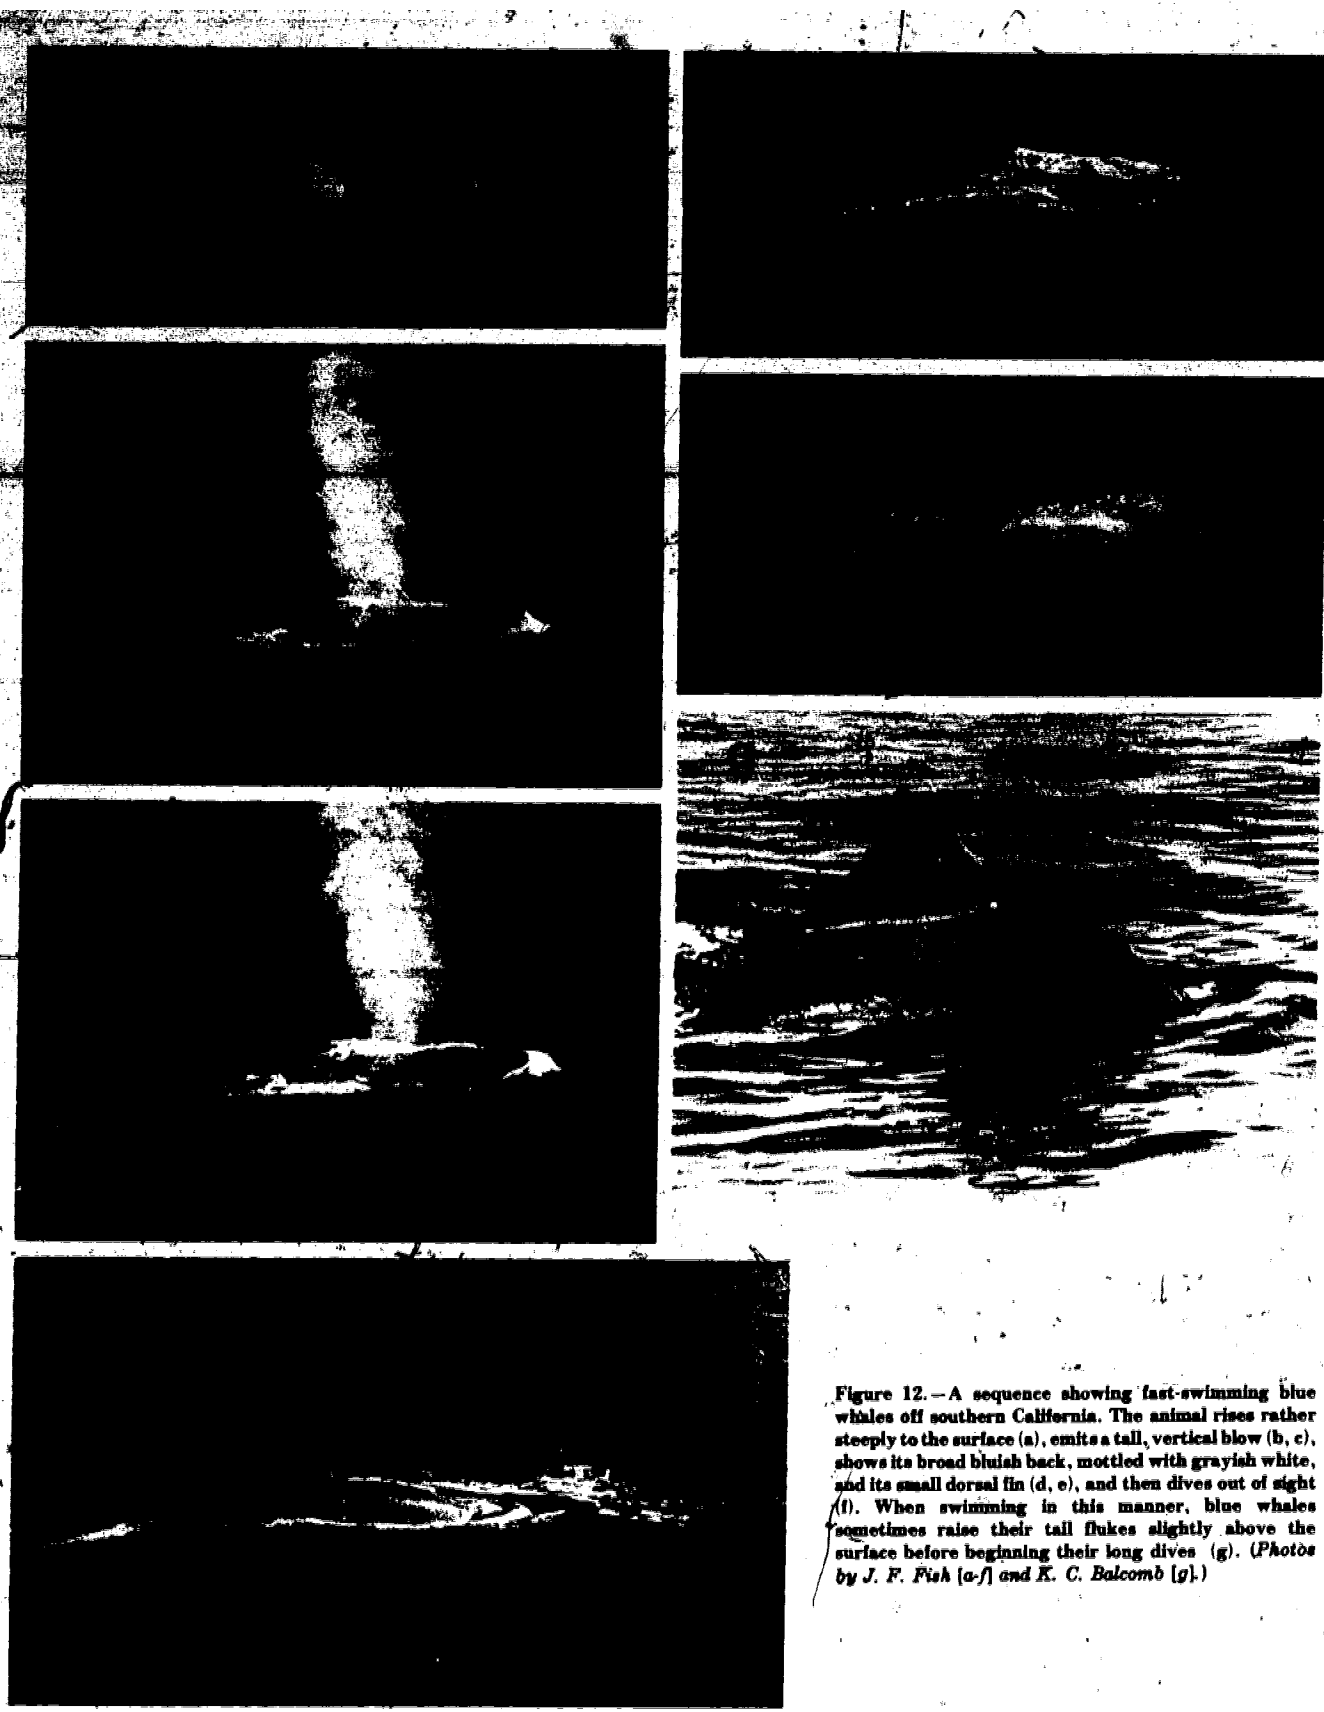 Figure 12.—A sequence showing fast-swimming blue
whales off southern California. The animal rises rather
steeply to the surface (a), emits a tall, vertical blow (b, c),
shows its broad bluish back, mottled with grayish white,
and its small dorsal fin (d, e), and then dives out of sight
(f). When swimming in this manner, blue whales
sometimes raise their tail flukes slightly above the
surface before beginning their long dives (g). (Photos
by J. F. Fish [a-f] and K. C. Balcomb [g].)